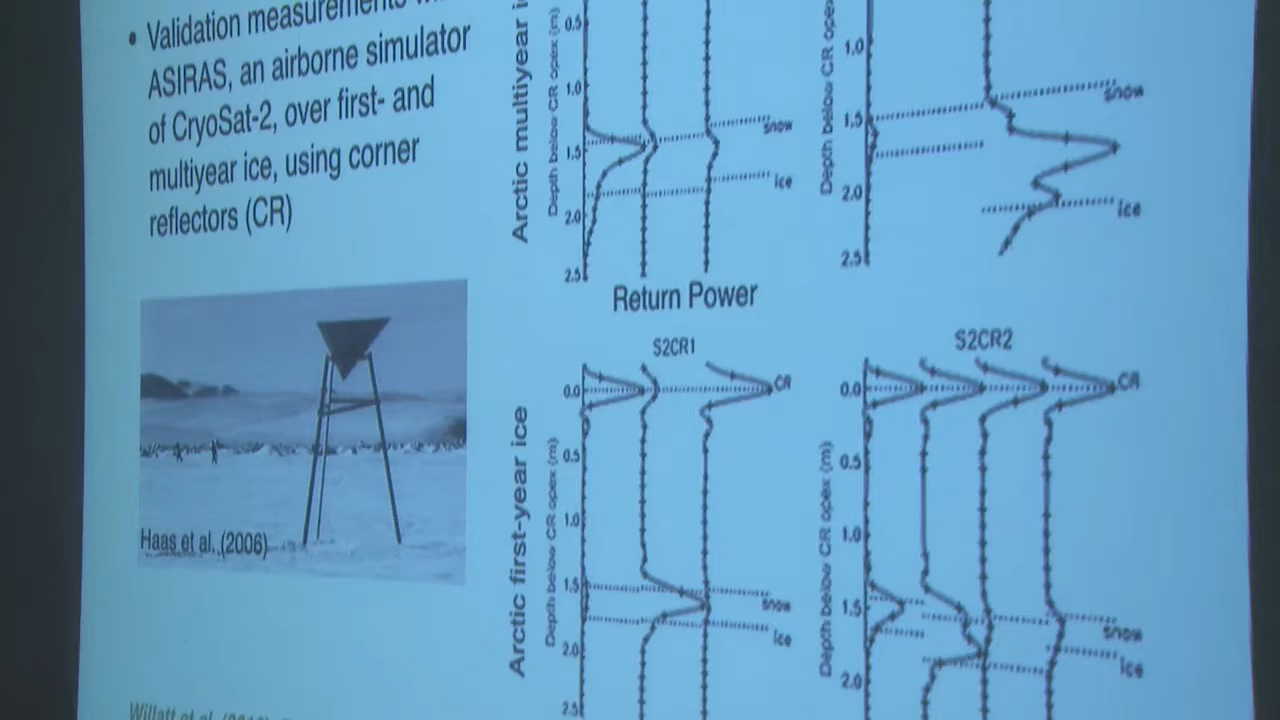 • Validation measurements
ASIRAS, an airborne simulator
of CryoSat-2, over first- and
multiyear ice, using corner
reflectors (CR)
Haas et al. (2006)
Arctic multiyear
Depth below CR apex (m)
0.5
1.0
1.5
2.0
2.5
snow
ice
Depth below CR
1.0
1.5
2.0
2.5
snow
ice
Return Power
S2CR1
Arctic first-year ice
Depth below CR apex (m)
0.0
0.5
1.0
1.5
2.0
2.5
CR
snow
ice
S2CR2
Depth below CR apex (m)
0.0
0.5
1.0
1.5
2.0
CR
snow
ice
Willatt et al.